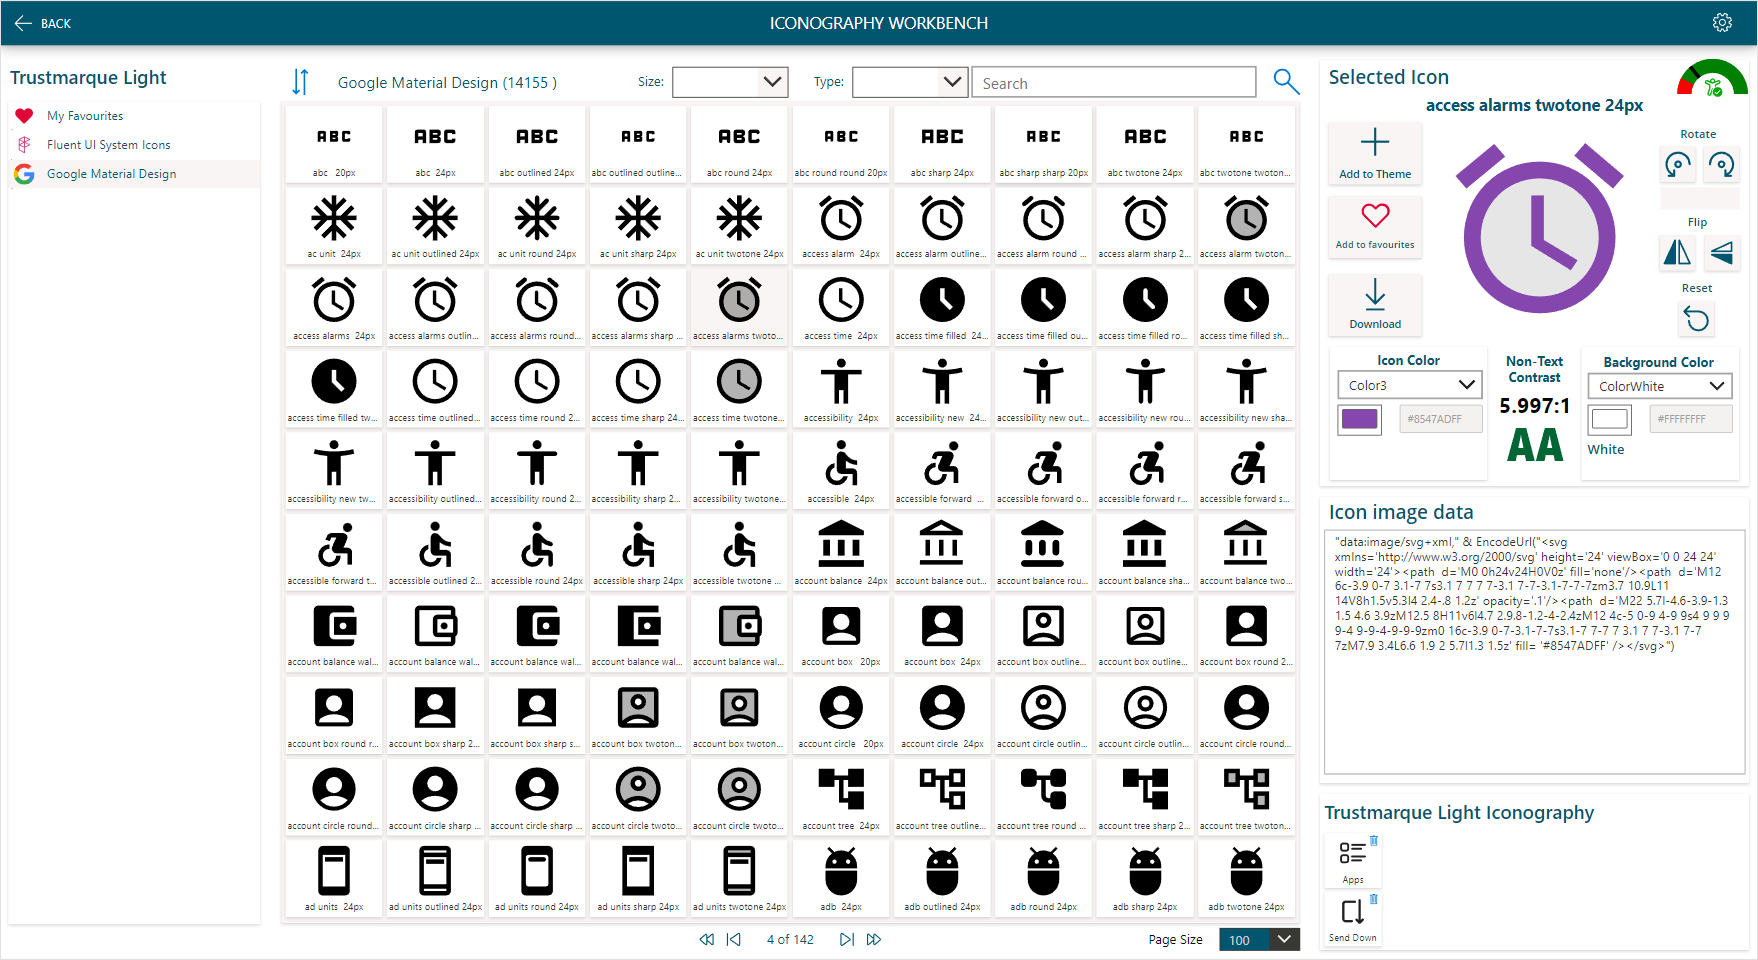 BACK
ICONOGRAPHY WORKBENCH
Trustmarque Light
My Favourites
Fluent UI System Icons
Google Material Design
Google Material Design (14155 )
Size:
Type:
Search
ABC ABC ABC ABC ABC ABC ABC ABC ABC ABC
abc 20px
abc 24px
abc outlined 24px
abc outlined outline...
abc round 24px
abc round round 20px
abc sharp 24px
abc sharp sharp 20px
abc twotone 24px
abc twotone twoton...
ac unit 24px
ac unit outlined 24px
ac unit round 24px
ac unit sharp 24px
ac unit twotone 24px
access alarm 24px
access alarm outline...
access alarm round ...
access alarm sharp 2...
access alarm twoton...
access alarms 24px
access alarms outlin...
access alarms round...
access alarms sharp ...
access alarms twoto...
access time 24px
access time filled 24...
access time filled ou...
access time filled ro...
access time filled sh...
access time filled tw...
access time outlined...
access time round 2...
access time sharp 24...
access time twotone...
accessibility 24px
accessibility new 24...
accessibility new out...
accessibility new rou...
accessibility new sha...
accessibility new tw...
accessibility outlined...
accessibility round 2...
accessibility sharp 2...
accessibility twotone...
accessible 24px
accessible forward ...
accessible forward o...
accessible forward r...
accessible forward s...
accessible forward t...
accessible outlined 2...
accessible round 24px
accessible sharp 24px
accessible twotone ...
account balance 24px
account balance out...
account balance rou...
account balance sha...
account balance two...
account balance wal...
account balance wal...
account balance wal...
account balance wal...
account balance wal...
account box 20px
account box 24px
account box outline...
account box outline...
account box round 2...
account box round r...
account box sharp 2...
account box sharp s...
account box twoton...
account box twoton...
account circle 20px
account circle 24px
account circle outlin...
account circle outlin...
account circle round...
account circle round...
account circle sharp ...
account circle sharp ...
account circle twoto...
account circle twoto...
account tree 24px
account tree outline...
account tree round ...
account tree sharp 2...
account tree twoton...
ad units 24px
ad units outlined 24px
ad units round 24px
ad units sharp 24px
ad units twotone 24px
adb 24px
adb outlined 24px
adb round 24px
adb sharp 24px
adb twotone 24px
4 of 142
Page Size
100
Selected Icon
access alarms twotone 24px
Add to Theme
Add to favourites
Download
Rotate
Flip
Reset
Icon Color
Color3
#8547ADFF
Non-Text
Contrast
5.997:1
AA
Background Color
ColorWhite
#FFFFFFFF
White
Icon image data
"data:image/svg+xml," & EncodeUrl("<svg
xmlns='http://www.w3.org/2000/svg' height='24' viewBox='0 0 24 24'
width='24'><path d='M0 0h24v24H0V0z' fill='none'/><path d='M12
6c-3.9 0-7 3.1-7 7s3.1 7 7 7 7-3.1 7-7-3.1-7-7-7zm3.7 10.9L11
14V8h1.5v5.3l4 2.4-.8 1.2z' opacity='.1'/><path d='M22 5.7l-4.6-3.9-1.3
1.5 4.6 3.9zM12.5 8H11v6l4.7 2.9.8-1.2-4-2.4zM12 4c-5 0-9 4-9 9s4 9 9 9
9-4 9-9-4-9-9-9zm0 16c-3.9 0-7-3.1-7-7s3.1-7 7-7 7 3.1 7 7-3.1 7-7
7zM7.9 3.4L6.6 1.9 2 5.7l1.3 1.5z' fill= '#8547ADFF' /></svg>")
Trustmarque Light Iconography
Apps
Send Down